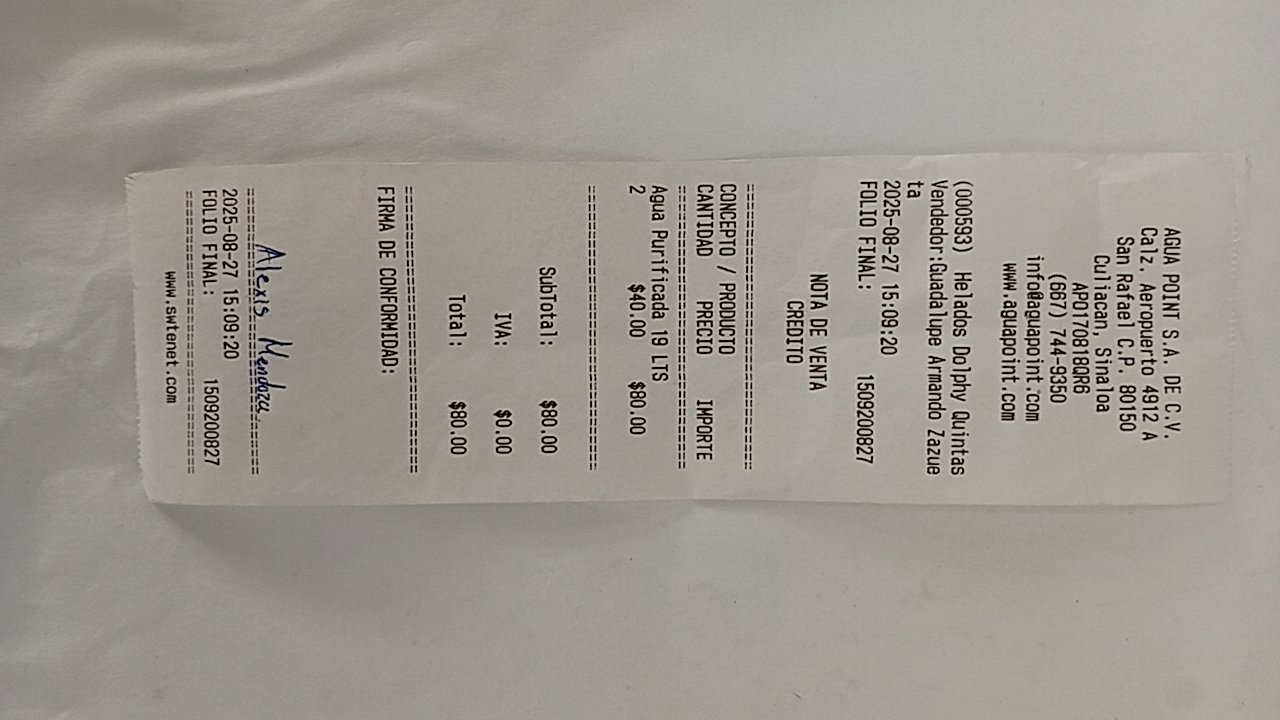 AGUA POINT S.A. DE C.V.
Calz. Aeropuerto 4912 A
San Rafael C.P. 80150
Culiacan, Sinaloa
APO170818QR6
(667) 744-9350
info@aguapoint.com
www.aguapoint.com
(000593) Helados Dolphy Quintas
Vendedor:Guadalupe Armando Zazue
ta
2025-08-27 15:09:20
FOLIO FINAL: 1509200827
NOTA DE VENTA
CREDITO
================================
CONCEPTO / PRODUCTO
CANTIDAD PRECIO IMPORTE
================================
Agua Purificada 19 LTS
2 $40.00 $80.00
================================
SubTotal: $80.00
IVA: $0.00
Total: $80.00
================================
FIRMA DE CONFORMIDAD:
Alexis Mendoza
================================
2025-08-27 15:09:20
FOLIO FINAL: 1509200827
================================
www.swtenet.com